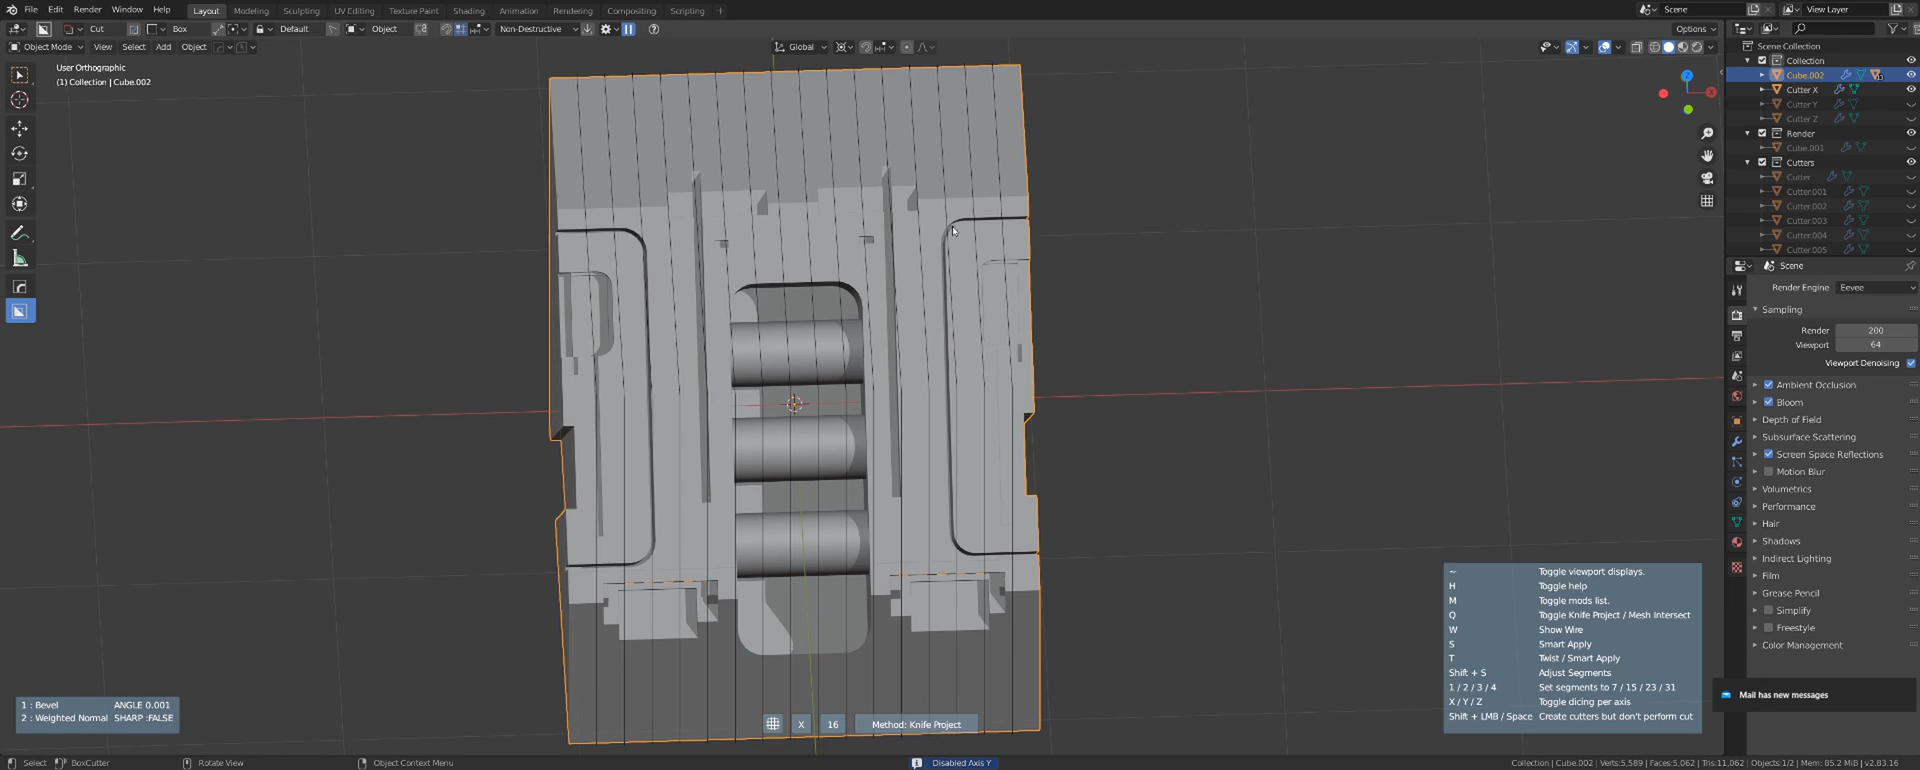 File Edit Render Window Help Layout Modeling Sculpting UV Editing Texture Paint Shading Animation Rendering Compositing Scripting + Scene View Layer
Cut Box Default Object Non-Destructive Options
Object Mode View Select Add Object Global
User Orthographic
(1) Collection | Cube.002
Scene Collection
Collection
Cube.002
Cutter X
Cutter Y
Cutter Z
Render
Cube.001
Cutters
Cutter
Cutter.001
Cutter.002
Cutter.003
Cutter.004
Cutter.005
Scene
Render Engine Eevee
Sampling
Render 200
Viewport 64
Viewport Denoising
Ambient Occlusion
Bloom
Depth of Field
Subsurface Scattering
Screen Space Reflections
Motion Blur
Volumetrics
Performance
Hair
Shadows
Indirect Lighting
Film
Grease Pencil
Simplify
Freestyle
Color Management
~ Toggle viewport displays.
H Toggle help
M Toggle mods list.
Q Toggle Knife Project / Mesh Intersect
W Show Wire
S Smart Apply
T Twist / Smart Apply
Shift + S Adjust Segments
1 / 2 / 3 / 4 Set segments to 7 / 15 / 23 / 31
X / Y / Z Toggle dicing per axis
Shift + LMB / Space Create cutters but don't perform cut
Mail has new messages
1 : Bevel ANGLE 0.001
2 : Weighted Normal SHARP :FALSE
X 16 Method: Knife Project
Select BoxCutter Rotate View Object Context Menu Disabled Axis Y Collection | Cube.002 | Verts:5,589 | Faces:5,062 | Tris:11,062 | Objects:1/2 | Mem: 85.2 MiB | v2.83.16